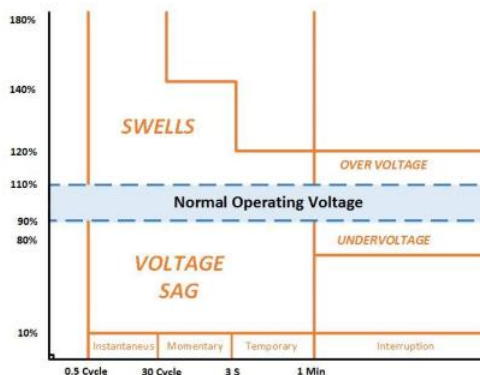 180%
140%
SWELLS
120%
OVER VOLTAGE
110%
Normal Operating Voltage
90%
80%
UNDERVOLTAGE
VOLTAGE
SAG
10%
Instantaneus Momentary Temporary Interruption
0.5 Cycle 30 Cycle 3 S 1 Min